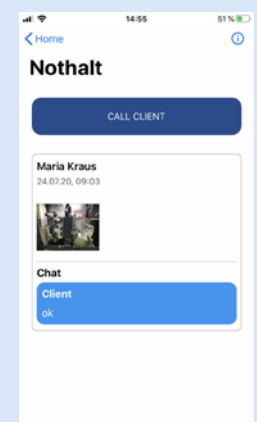 14:55
51 %
Home
Nothalt
CALL CLIENT
Maria Kraus
24.07.20, 09:03
Chat
Client
ok